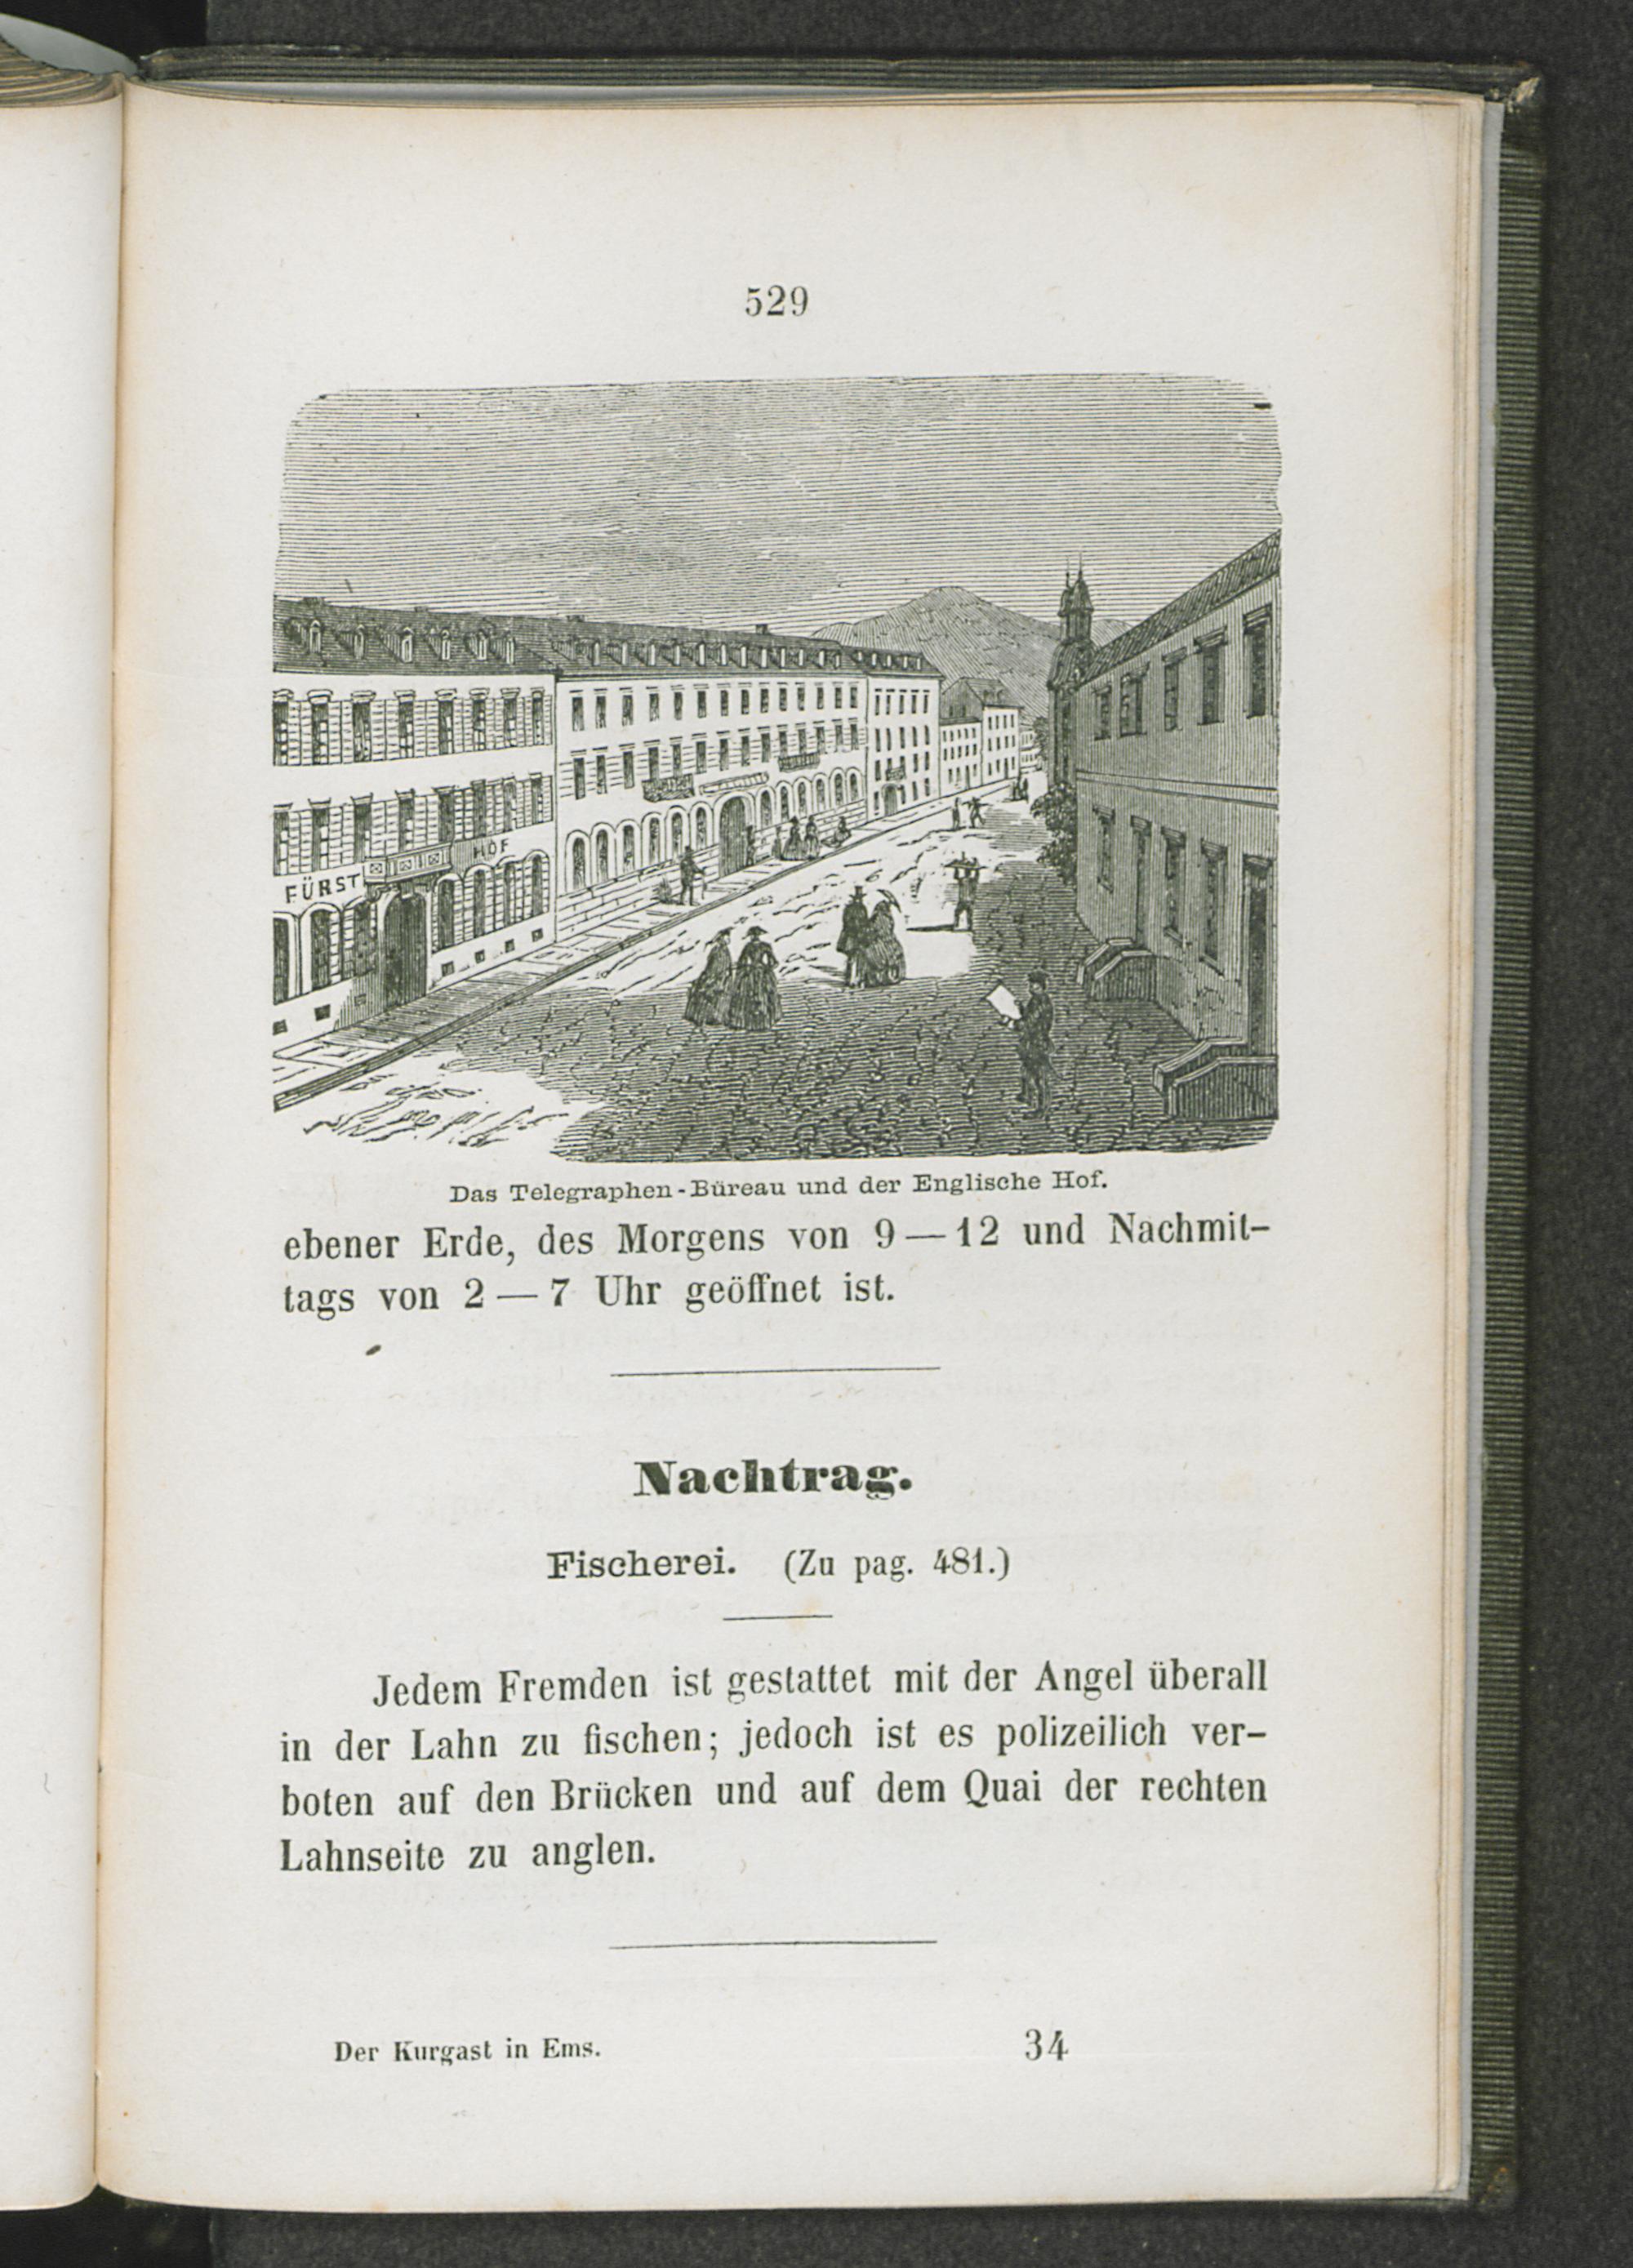 529
FÜRST HOF
Das Telegraphen-Büreau und der Englische Hof.
ebener Erde, des Morgens von 9 — 12 und Nachmit-
tags von 2 — 7 Uhr geöffnet ist.
Nachtrag.
Fischerei. (Zu pag. 481.)
Jedem Fremden ist gestattet mit der Angel überall
in der Lahn zu fischen; jedoch ist es polizeilich ver-
boten auf den Brücken und auf dem Quai der rechten
Lahnseite zu anglen.
Der Kurgast in Ems. 34